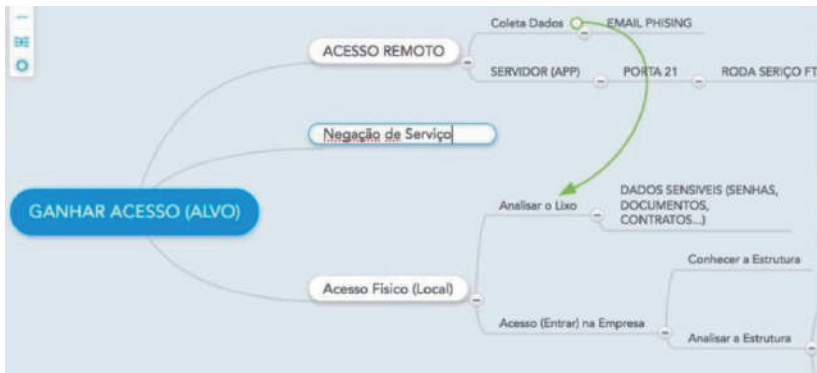 Coleta Dados
EMAIL PHISING
ACESSO REMOTO
SERVIDOR (APP)
PORTA 21
RODA SERIÇO FT
Negação de Serviço
GANHAR ACESSO (ALVO)
Analisar o Lixo
DADOS SENSIVEIS (SENHAS,
DOCUMENTOS,
CONTRATOS...)
Acesso Físico (Local)
Conhecer a Estrutura
Acesso (Entrar) na Empresa
Analisar a Estrutura